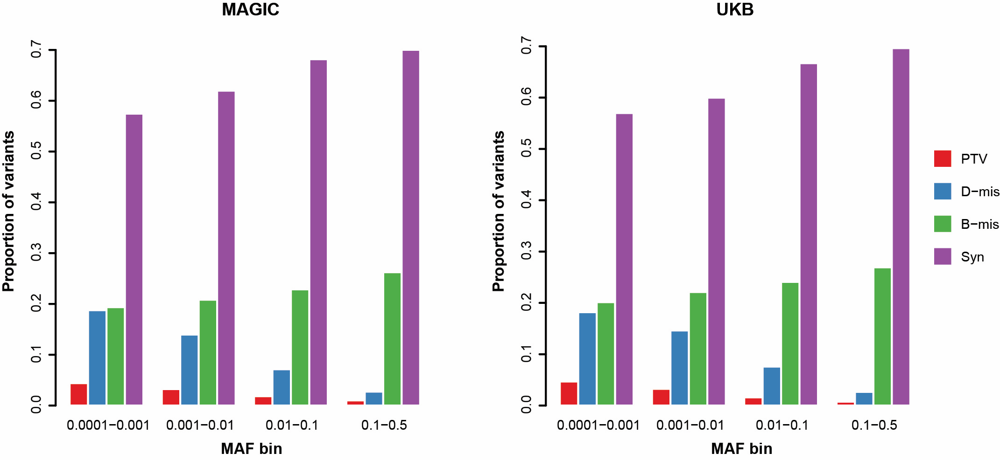 MAGIC
Proportion of variants
0.7
0.6
0.5
0.4
0.3
0.2
0.1
0.0
0.0001−0.001 0.001−0.01 0.01−0.1 0.1−0.5
MAF bin
UKB
Proportion of variants
0.7
0.6
0.5
0.4
0.3
0.2
0.1
0.0
0.0001−0.001 0.001−0.01 0.01−0.1 0.1−0.5
MAF bin
PTV
D−mis
B−mis
Syn